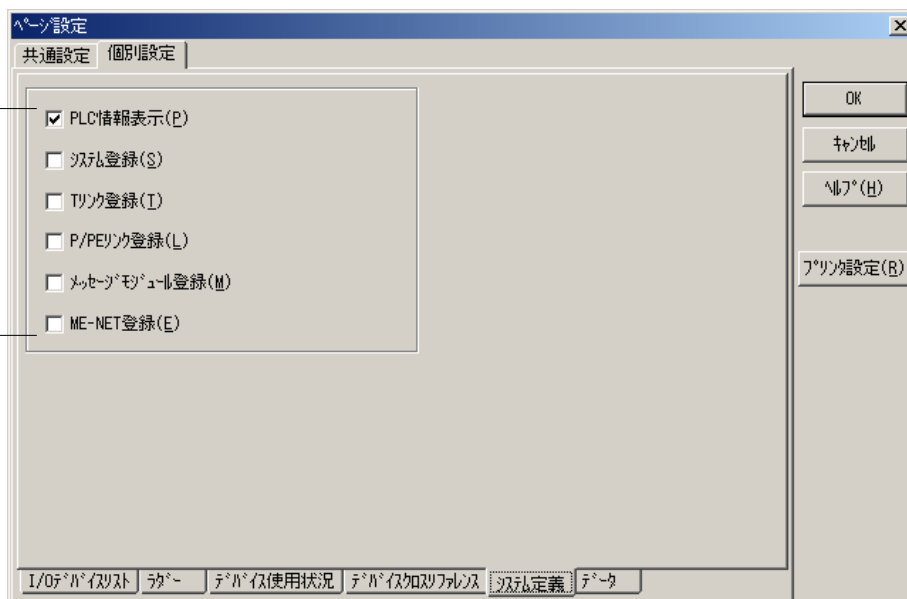 ﾍﾟｰｼﾞ設定
共通設定 個別設定
PLC情報表示(P)
ｼｽﾃﾑ登録(S)
Tﾘﾝｸ登録(T)
P/PEﾘﾝｸ登録(L)
ﾒｯｾｰｼﾞﾓｼﾞｭｰﾙ登録(M)
ME-NET登録(E)
OK
ｷｬﾝｾﾙ
ﾍﾙﾌﾟ(H)
ﾌﾟﾘﾝﾀ設定(R)
I/Oﾃﾞﾊﾞｲｽﾘｽﾄ ﾗﾀﾞｰ ﾃﾞﾊﾞｲｽ使用状況 ﾃﾞﾊﾞｲｽｸﾛｽﾘﾌｧﾚﾝｽ ｼｽﾃﾑ定義 ﾃﾞｰﾀ